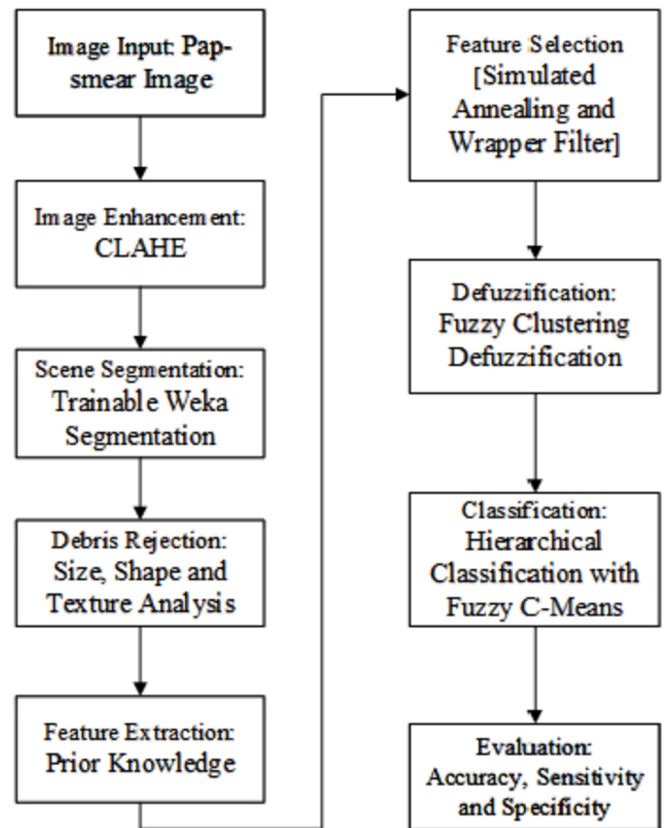 Image Input: Pap-
smear Image
Image Enhancement:
CLAHE
Scene Segmentation:
Trainable Weka
Segmentation
Debris Rejection:
Size, Shape and
Texture Analysis
Feature Extraction:
Prior Knowledge
Feature Selection
[Simulated
Annealing and
Wrapper Filter]
Defuzzification:
Fuzzy Clustering
Defuzzification
Classification:
Hierarchical
Classification with
Fuzzy C-Means
Evaluation:
Accuracy, Sensitivity
and Specificity